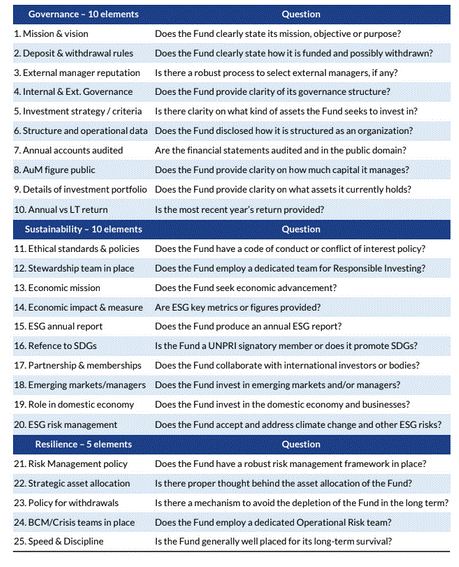 Governance – 10 elements Question
1. Mission & vision Does the Fund clearly state its mission, objective or purpose?
2. Deposit & withdrawal rules Does the Fund clearly state how it is funded and possibly withdrawn?
3. External manager reputation Is there a robust process to select external managers, if any?
4. Internal & Ext. Governance Does the Fund provide clarity of its governance structure?
5. Investment strategy / criteria Is there clarity on what kind of assets the Fund seeks to invest in?
6. Structure and operational data Does the Fund disclosed how it is structured as an organization?
7. Annual accounts audited Are the financial statements audited and in the public domain?
8. AuM figure public Does the Fund provide clarity on how much capital it manages?
9. Details of investment portfolio Does the Fund provide clarity on what assets it currently holds?
10. Annual vs LT return Is the most recent year's return provided?
Sustainability – 10 elements Question
11. Ethical standards & policies Does the Fund have a code of conduct or conflict of interest policy?
12. Stewardship team in place Does the Fund employ a dedicated team for Responsible Investing?
13. Economic mission Does the Fund seek economic advancement?
14. Economic impact & measure Are ESG key metrics or figures provided?
15. ESG annual report Does the Fund produce an annual ESG report?
16. Refence to SDGs Is the Fund a UNPRI signatory member or does it promote SDGs?
17. Partnership & memberships Does the Fund collaborate with international investors or bodies?
18. Emerging markets/managers Does the Fund invest in emerging markets and/or managers?
19. Role in domestic economy Does the Fund invest in the domestic economy and businesses?
20. ESG risk management Does the Fund accept and address climate change and other ESG risks?
Resilience – 5 elements Question
21. Risk Management policy Does the Fund have a robust risk management framework in place?
22. Strategic asset allocation Is there proper thought behind the asset allocation of the Fund?
23. Policy for withdrawals Is there a mechanism to avoid the depletion of the Fund in the long term?
24. BCM/Crisis teams in place Does the Fund employ a dedicated Operational Risk team?
25. Speed & Discipline Is the Fund generally well placed for its long-term survival?